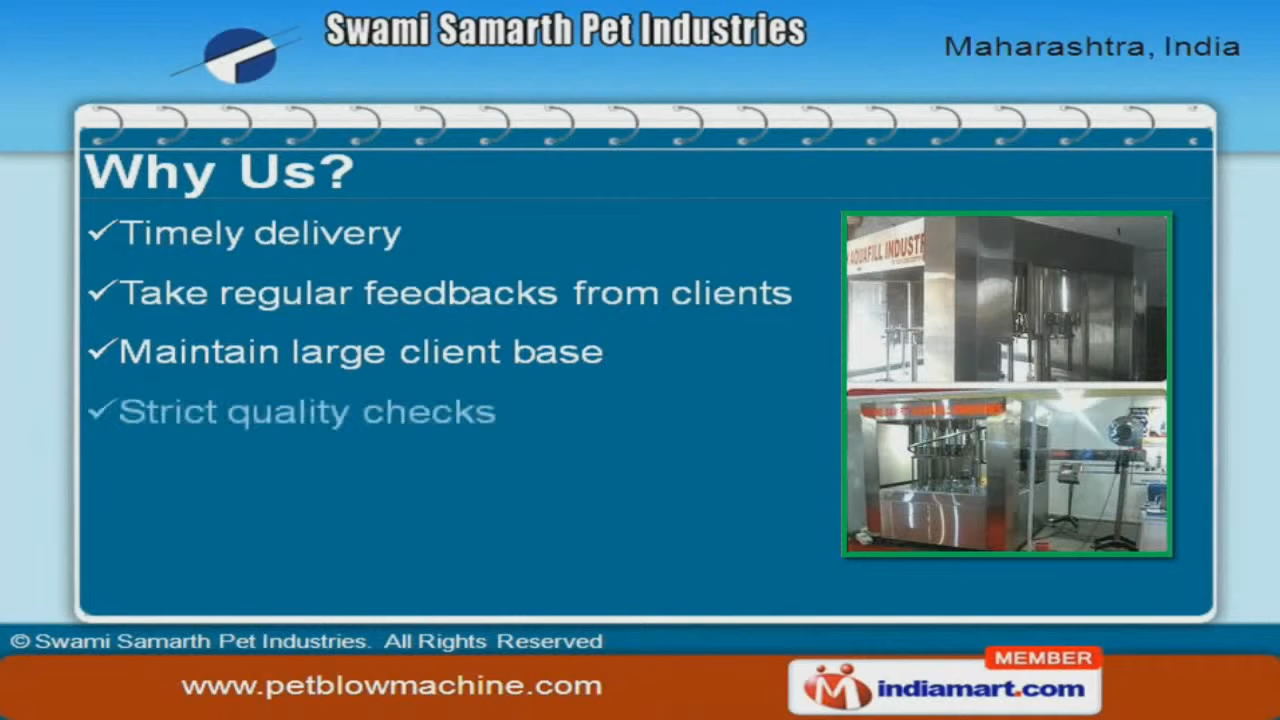 Swami Samarth Pet Industries
Maharashtra, India
Why Us?
✓Timely delivery
✓Take regular feedbacks from clients
✓Maintain large client base
✓Strict quality checks
AQUAFILL INDUSTR
© Swami Samarth Pet Industries. All Rights Reserved
www.petblowmachine.com
MEMBER
indiamart.com